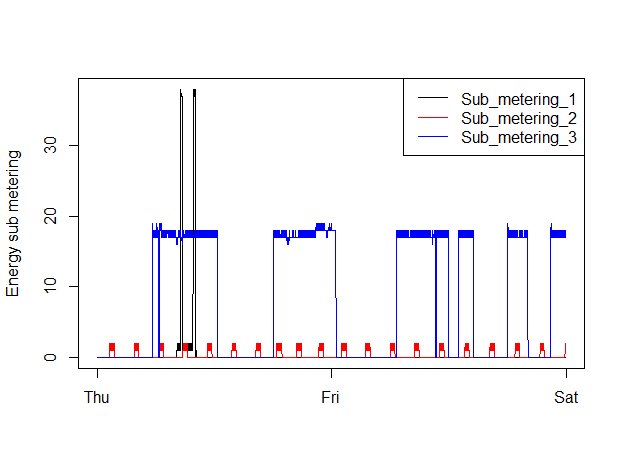 Energy sub metering
30
20
10
0
Sub_metering_1
Sub_metering_2
Sub_metering_3
Thu Fri Sat